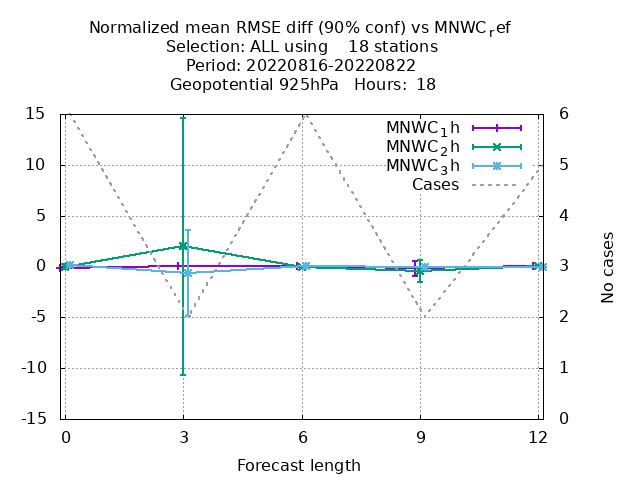 Normalized mean RMSE diff (90% conf) vs MNWC_ref
Selection: ALL using    18 stations
Period: 20220816-20220822
Geopotential 925hPa   Hours:  18
MNWC_1h
MNWC_2h
MNWC_3h
Cases
15
10
5
0
-5
-10
-15
6
5
4
3
2
1
0
No cases
0 3 6 9 12
Forecast length